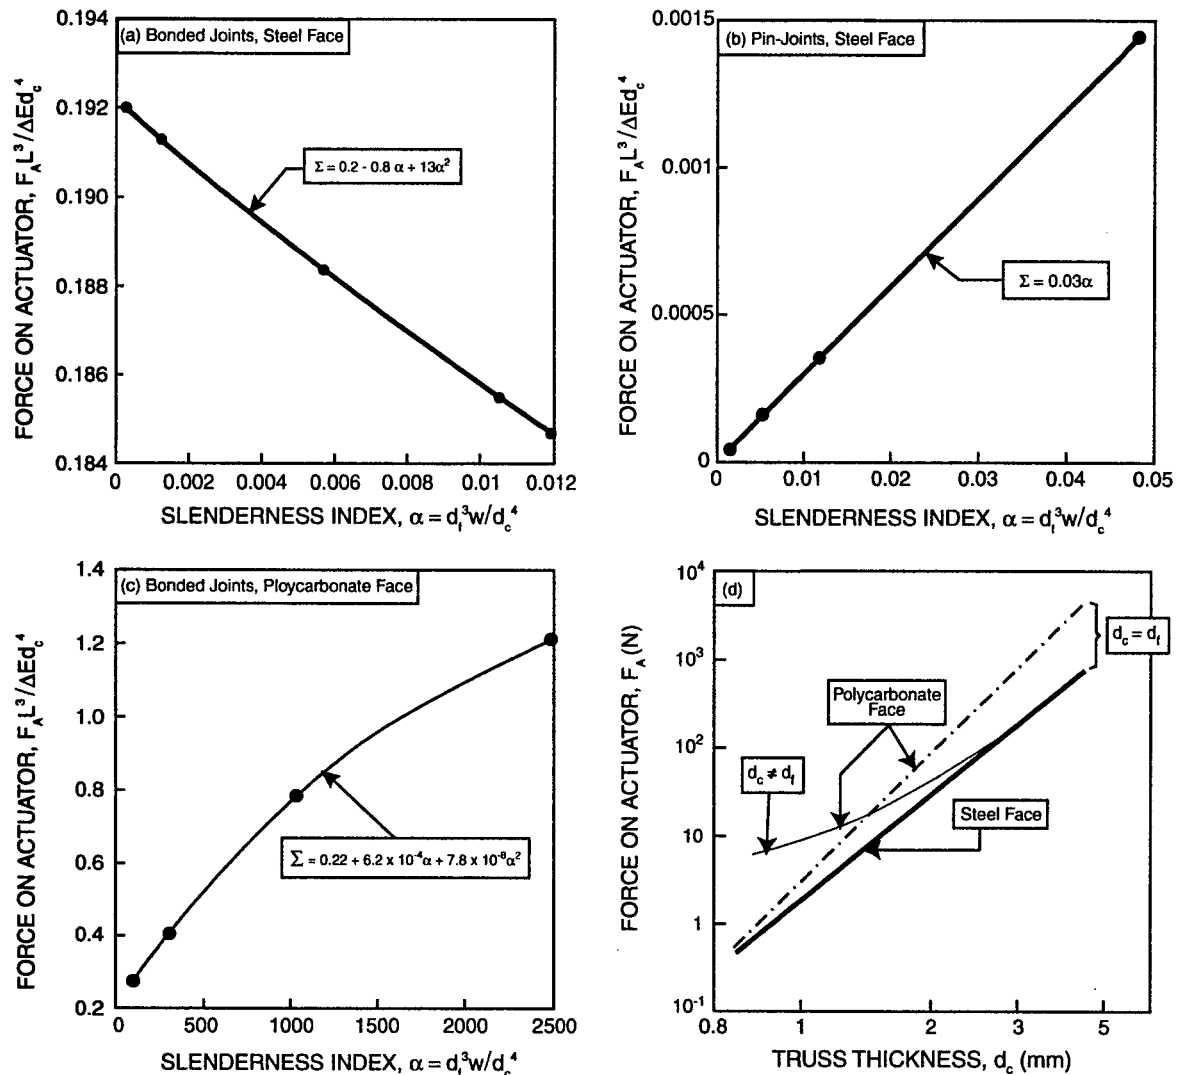 (a) Bonded Joints, Steel Face
FORCE ON ACTUATOR, F_A L³/ΔEd_c⁴
0.194
0.192
0.190
0.188
0.186
0.184
Σ = 0.2 - 0.8 α + 13α²
0 0.002 0.004 0.006 0.008 0.01 0.012
SLENDERNESS INDEX, α = d_f³w/d_c⁴
(b) Pin-Joints, Steel Face
FORCE ON ACTUATOR, F_A L³/ΔEd_c⁴
0.0015
0.0015
0.0005
0
Σ = 0.03α
0 0.01 0.02 0.03 0.04 0.05
SLENDERNESS INDEX, α = d_f³w/d_c⁴
(c) Bonded Joints, Ploycarbonate Face
FORCE ON ACTUATOR, F_A L³/ΔEd_c⁴
1.4
1.2
1.0
0.8
0.6
0.4
0.2
Σ = 0.22 + 6.2 x 10⁻⁴α + 7.8 x 10⁻⁸α²
0 500 1000 1500 2000 2500
SLENDERNESS INDEX, α = d_f³w/d_c⁴
(d)
FORCE ON ACTUATOR, F_A (N)
10⁴
10³
10²
10
1
10⁻¹
d_c = d_f
Polycarbonate
Face
d_c ≠ d_f
Steel Face
0.8 1 2 3 5
TRUSS THICKNESS, d_c (mm)